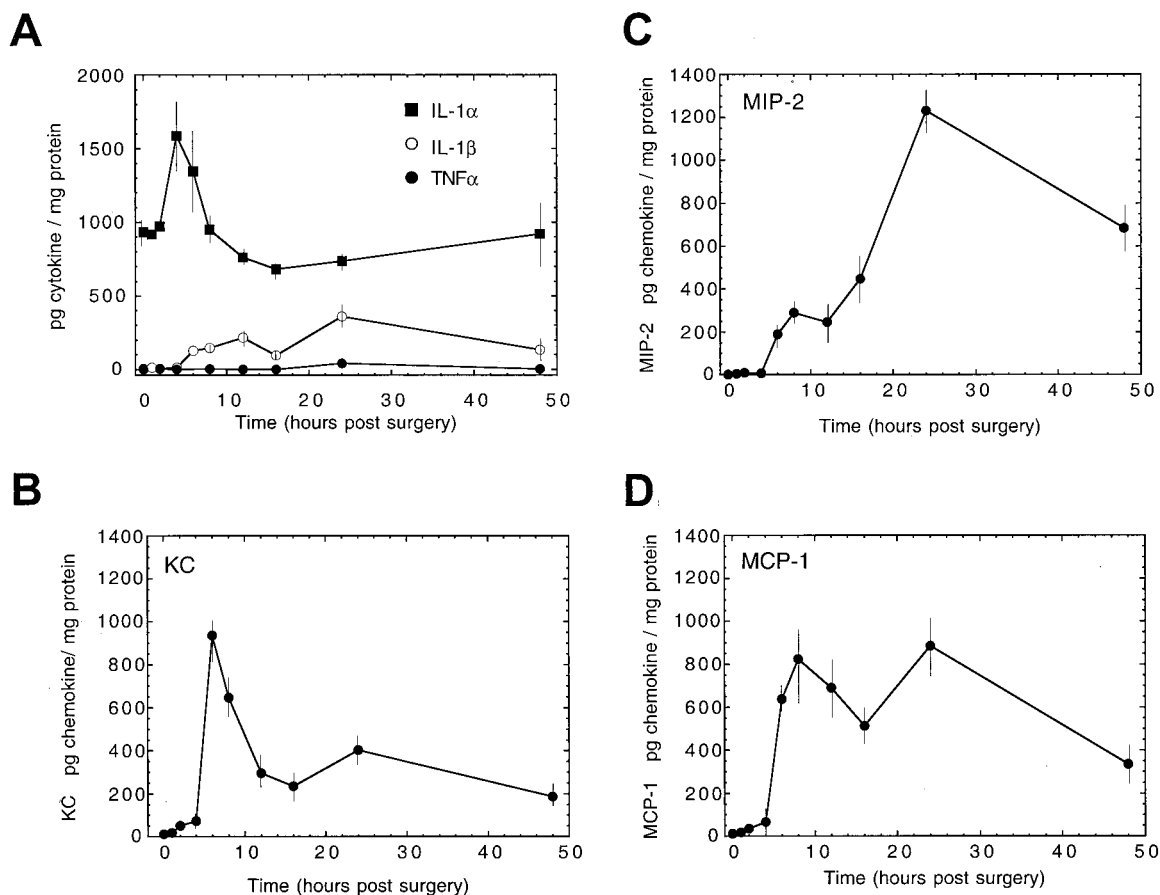 A
2000
1500
1000
500
0
pg cytokine / mg protein
IL-1α
IL-1β
TNFα
0 10 20 30 40 50
Time (hours post surgery)
B
1400
1200
1000
800
600
400
200
0
KC pg chemokine/ mg protein
KC
0 10 20 30 40 50
Time (hours post surgery)
C
1400
1200
1000
800
600
400
200
0
MIP-2 pg chemokine / mg protein
MIP-2
0 10 20 30 40 50
Time (hours post surgery)
D
1400
1200
1000
800
600
400
200
0
MCP-1 pg chemokine / mg protein
MCP-1
0 10 20 30 40 50
Time (hours post surgery)